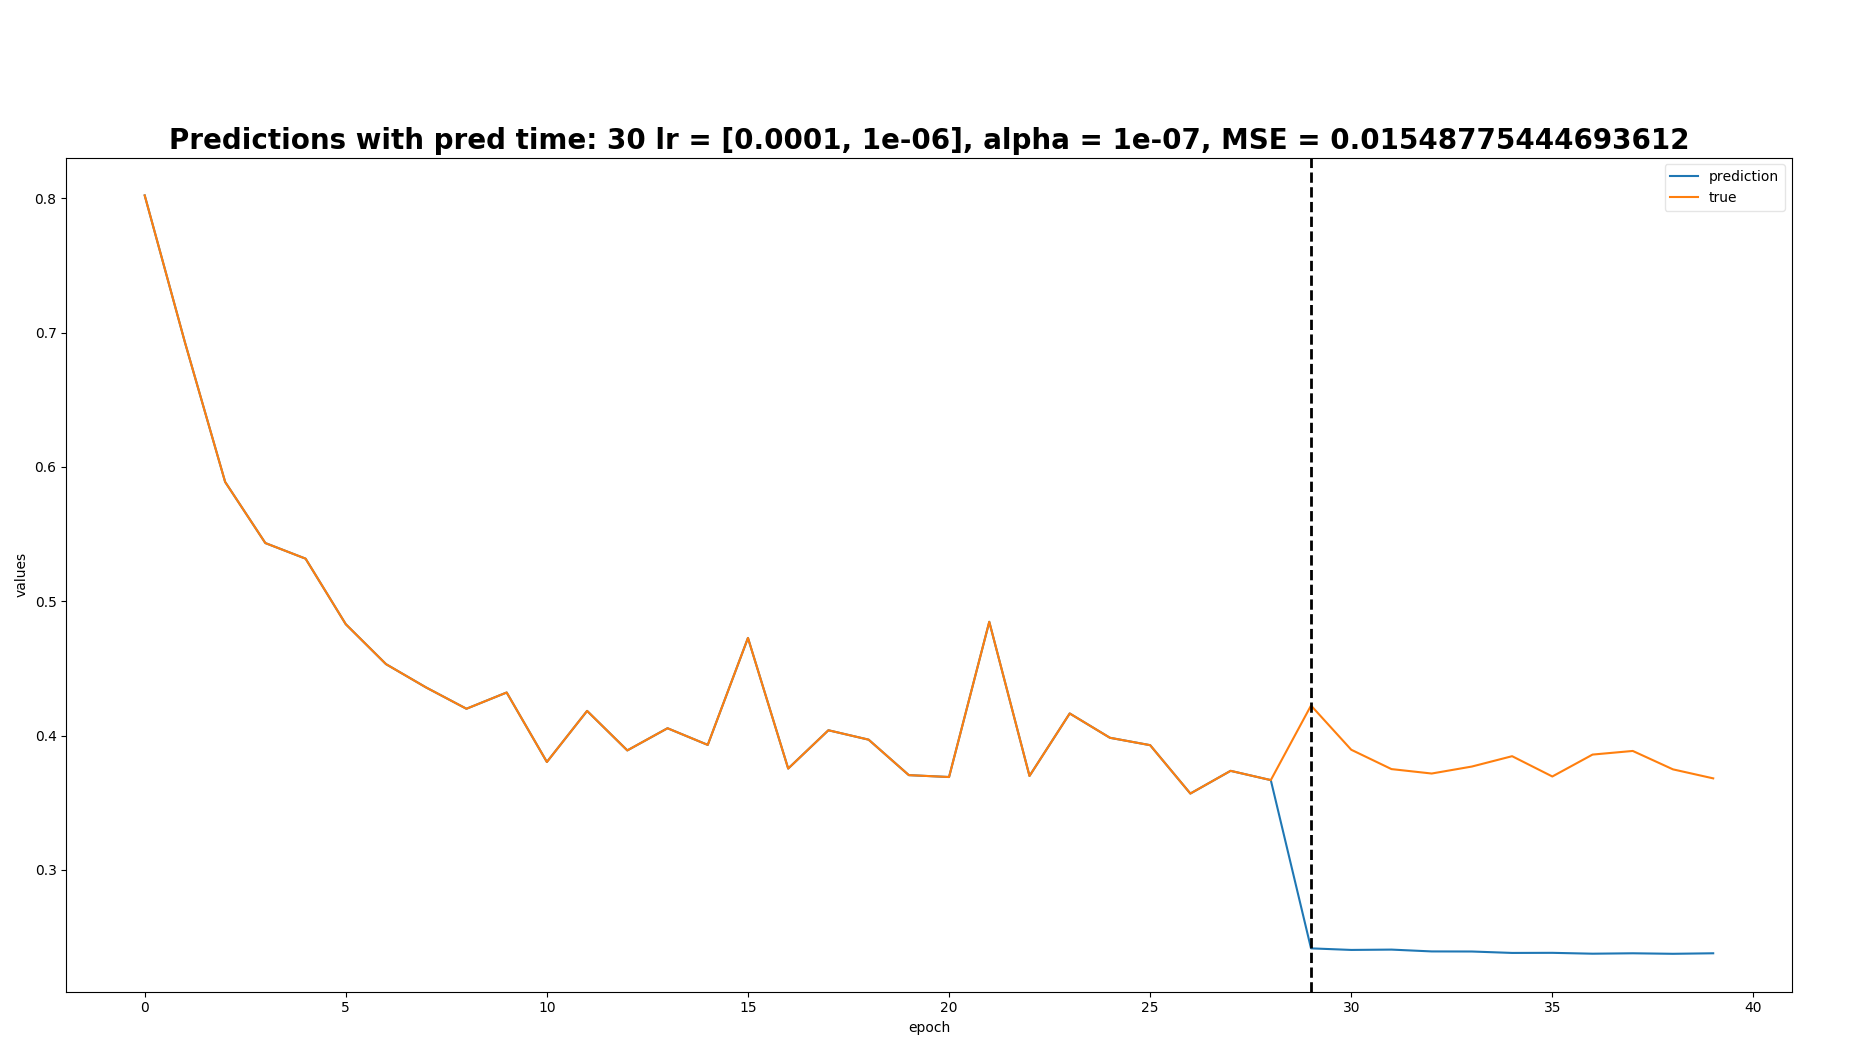 Predictions with pred time: 30 lr = [0.0001, 1e-06], alpha = 1e-07, MSE = 0.01548775444693612
prediction
true
0.8
0.7
0.6
0.5
0.4
0.3
values
0 5 10 15 20 25 30 35 40
epoch